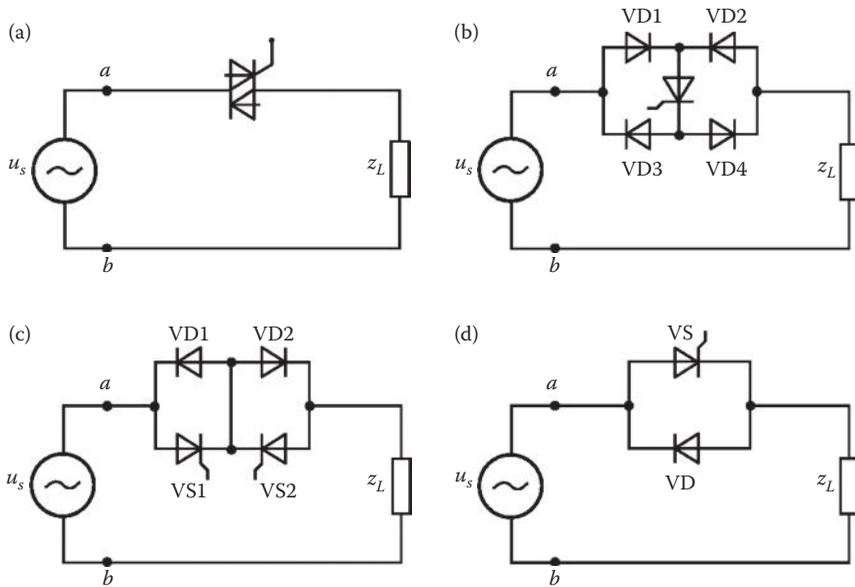 (a)
a
u_s
z_L
b
(b)
VD1 VD2
a
u_s
VD3 VD4
z_L
b
(c)
VD1 VD2
a
u_s
VS1 VS2
z_L
b
(d)
VS
a
u_s
VD
z_L
b